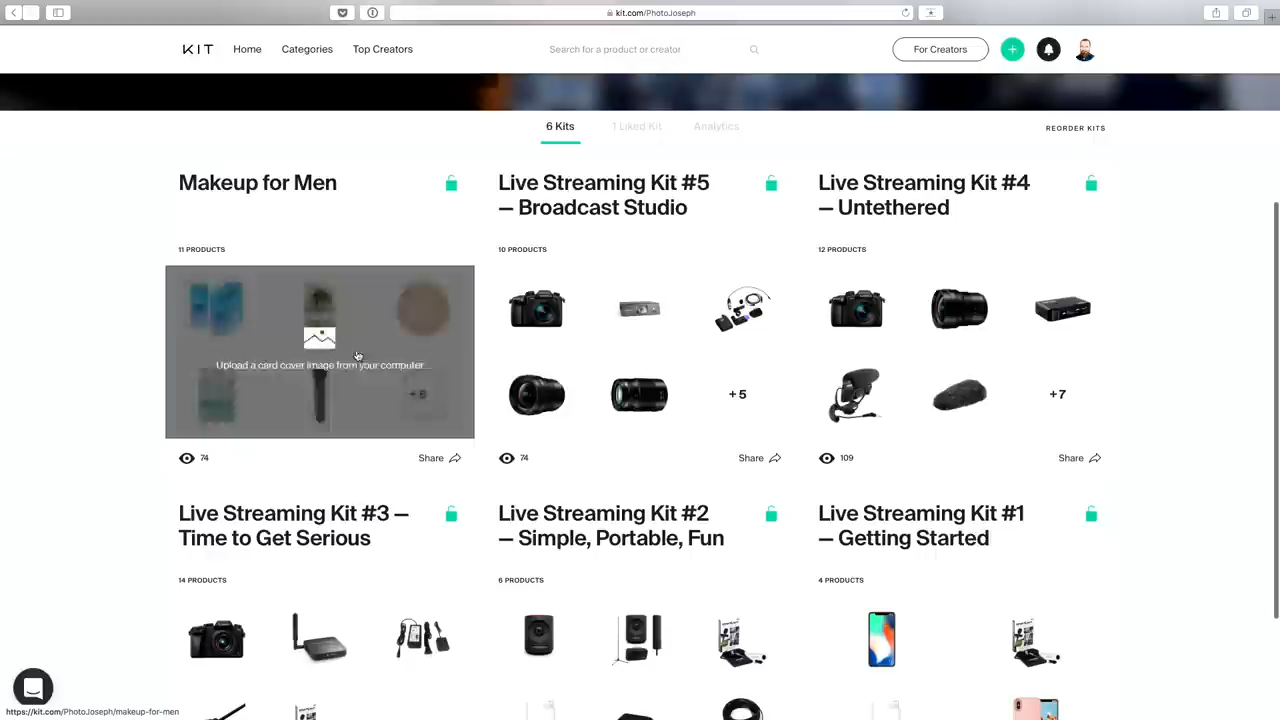 kit.com/PhotoJoseph
KIT
Home
Categories
Top Creators
Search for a product or creator
For Creators
6 Kits
1 Liked Kit
Analytics
REORDER KITS
Makeup for Men
11 PRODUCTS
Upload a card cover image from your computer...
74
Share
Live Streaming Kit #5
— Broadcast Studio
10 PRODUCTS
+5
74
Share
Live Streaming Kit #4
— Untethered
12 PRODUCTS
+7
109
Share
Live Streaming Kit #3 —
Time to Get Serious
14 PRODUCTS
Live Streaming Kit #2
— Simple, Portable, Fun
6 PRODUCTS
Live Streaming Kit #1
— Getting Started
4 PRODUCTS
https://kit.com/PhotoJoseph/makeup-for-men